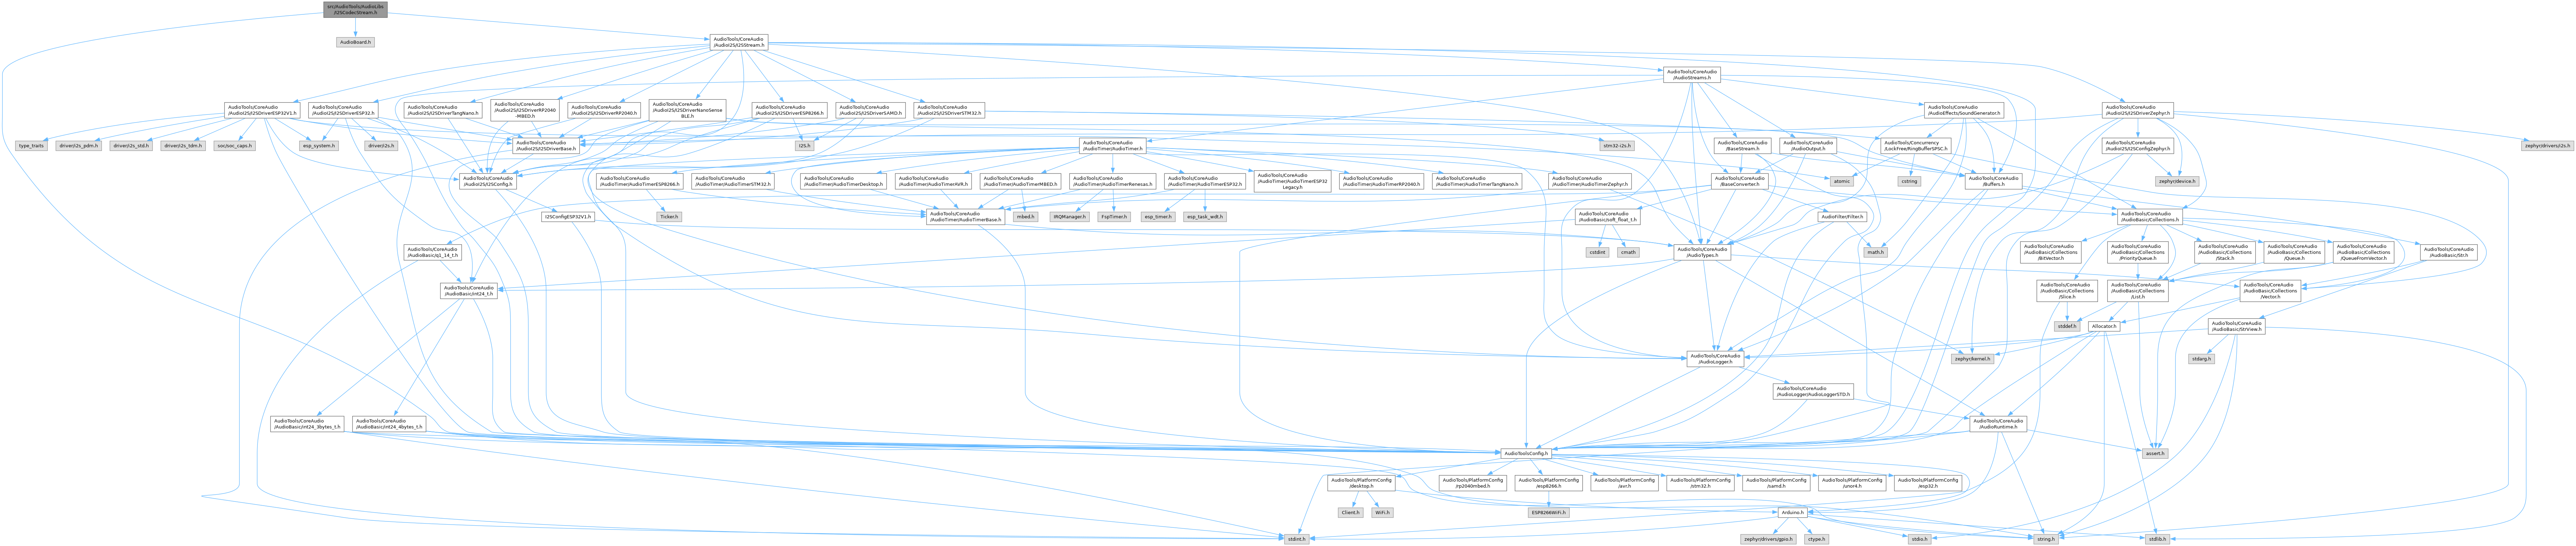 src/AudioTools/AudioLibs
/I2SCodecStream.h
AudioBoard.h
AudioTools/CoreAudio
/AudioI2S/I2SStream.h
AudioTools/CoreAudio
/AudioStreams.h
AudioTools/CoreAudio
/AudioI2S/I2SDriverESP32V1.h
AudioTools/CoreAudio
/AudioI2S/I2SDriverESP32.h
AudioTools/CoreAudio
/AudioI2S/I2SDriverTangNano.h
AudioTools/CoreAudio
/AudioI2S/I2SDriverRP2040
-MBED.h
AudioTools/CoreAudio
/AudioI2S/I2SDriverRP2040.h
AudioTools/CoreAudio
/AudioI2S/I2SDriverNanoSense
BLE.h
AudioTools/CoreAudio
/AudioI2S/I2SDriverESP8266.h
AudioTools/CoreAudio
/AudioI2S/I2SDriverSAMD.h
AudioTools/CoreAudio
/AudioI2S/I2SDriverSTM32.h
AudioTools/CoreAudio
/AudioEffects/SoundGenerator.h
AudioTools/CoreAudio
/AudioI2S/I2SDriverZephyr.h
type_traits
driver/i2s_pdm.h
driver/i2s_std.h
driver/i2s_tdm.h
soc/soc_caps.h
esp_system.h
driver/i2s.h
AudioTools/CoreAudio
/AudioI2S/I2SDriverBase.h
I2S.h
AudioTools/CoreAudio
/AudioTimer/AudioTimer.h
stm32-i2s.h
AudioTools/CoreAudio
/BaseStream.h
AudioTools/CoreAudio
/AudioOutput.h
AudioTools/Concurrency
/LockFree/RingBufferSPSC.h
AudioTools/CoreAudio
/AudioI2S/I2SConfigZephyr.h
zephyr/drivers/i2s.h
AudioTools/CoreAudio
/AudioI2S/I2SConfig.h
AudioTools/CoreAudio
/AudioTimer/AudioTimerESP8266.h
AudioTools/CoreAudio
/AudioTimer/AudioTimerSTM32.h
AudioTools/CoreAudio
/AudioTimer/AudioTimerDesktop.h
AudioTools/CoreAudio
/AudioTimer/AudioTimerAVR.h
AudioTools/CoreAudio
/AudioTimer/AudioTimerMBED.h
AudioTools/CoreAudio
/AudioTimer/AudioTimerRenesas.h
AudioTools/CoreAudio
/AudioTimer/AudioTimerESP32.h
AudioTools/CoreAudio
/AudioTimer/AudioTimerESP32
Legacy.h
AudioTools/CoreAudio
/AudioTimer/AudioTimerRP2040.h
AudioTools/CoreAudio
/AudioTimer/AudioTimerTangNano.h
AudioTools/CoreAudio
/AudioTimer/AudioTimerZephyr.h
AudioTools/CoreAudio
/BaseConverter.h
atomic
cstring
AudioTools/CoreAudio
/Buffers.h
zephyr/device.h
I2SConfigESP32V1.h
Ticker.h
AudioTools/CoreAudio
/AudioTimer/AudioTimerBase.h
mbed.h
IRQManager.h
FspTimer.h
esp_timer.h
esp_task_wdt.h
AudioTools/CoreAudio
/AudioBasic/soft_float_t.h
AudioFilter/Filter.h
AudioTools/CoreAudio
/AudioBasic/Collections.h
AudioTools/CoreAudio
/AudioBasic/q1_14_t.h
cstdint
cmath
AudioTools/CoreAudio
/AudioTypes.h
math.h
AudioTools/CoreAudio
/AudioBasic/Collections
/BitVector.h
AudioTools/CoreAudio
/AudioBasic/Collections
/PriorityQueue.h
AudioTools/CoreAudio
/AudioBasic/Collections
/Stack.h
AudioTools/CoreAudio
/AudioBasic/Collections
/Queue.h
AudioTools/CoreAudio
/AudioBasic/Collections
/QueueFromVector.h
AudioTools/CoreAudio
/AudioBasic/Str.h
AudioTools/CoreAudio
/AudioBasic/Int24_t.h
AudioTools/CoreAudio
/AudioBasic/Collections
/Slice.h
AudioTools/CoreAudio
/AudioBasic/Collections
/List.h
AudioTools/CoreAudio
/AudioBasic/Collections
/Vector.h
stddef.h
Allocator.h
AudioTools/CoreAudio
/AudioBasic/StrView.h
AudioTools/CoreAudio
/AudioLogger.h
zephyr/kernel.h
stdarg.h
AudioTools/CoreAudio
/AudioLogger/AudioLoggerSTD.h
AudioTools/CoreAudio
/AudioBasic/Int24_3bytes_t.h
AudioTools/CoreAudio
/AudioBasic/Int24_4bytes_t.h
AudioTools/CoreAudio
/AudioRuntime.h
AudioToolsConfig.h
assert.h
AudioTools/PlatformConfig
/desktop.h
AudioTools/PlatformConfig
/rp2040mbed.h
AudioTools/PlatformConfig
/esp8266.h
AudioTools/PlatformConfig
/avr.h
AudioTools/PlatformConfig
/stm32.h
AudioTools/PlatformConfig
/samd.h
AudioTools/PlatformConfig
/unor4.h
AudioTools/PlatformConfig
/esp32.h
Client.h
WiFi.h
ESP8266WiFi.h
Arduino.h
stdint.h
zephyr/drivers/gpio.h
ctype.h
stdio.h
string.h
stdlib.h